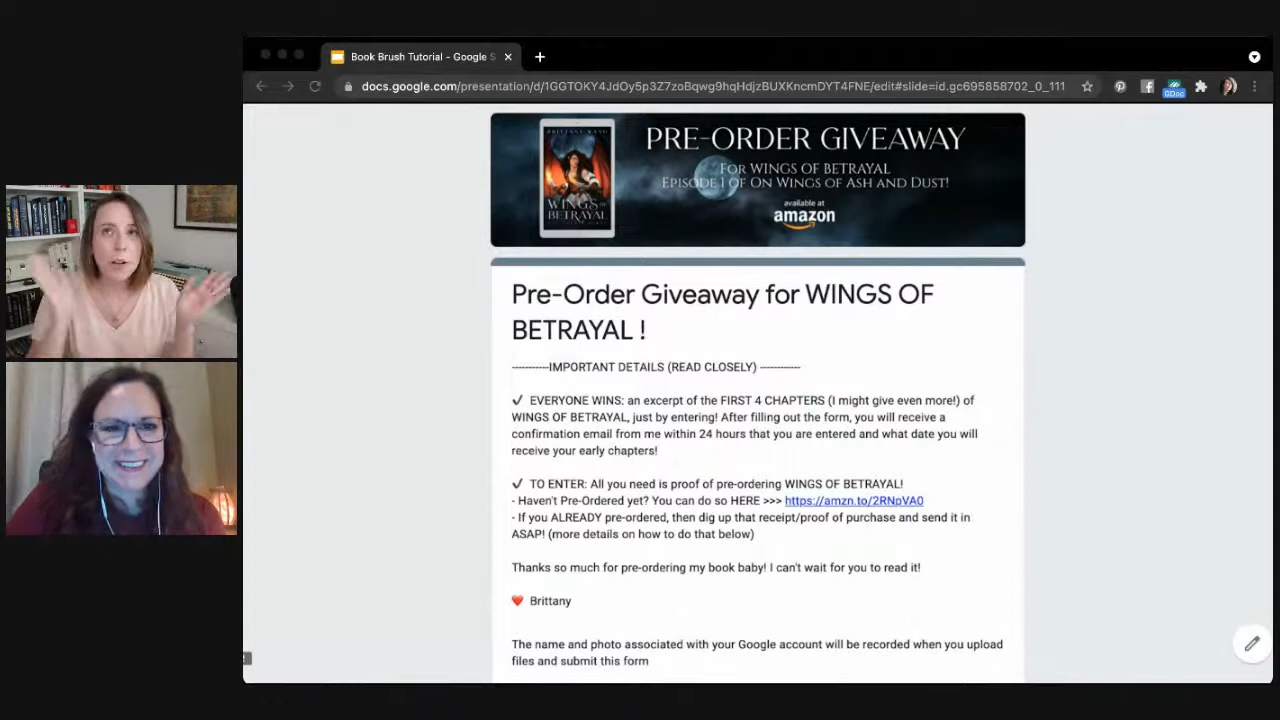 Book Brush Tutorial - Google S
docs.google.com/presentation/d/1GGTOKY4JdOy5p3Z7zoBqwg9hqHdjzBUXKncmDYT4FNE/edit#slide=id.gc695858702_0_111
GDoc
BRITTANY WANG
WINGS OF
BETRAYAL
PRE-ORDER GIVEAWAY
FOR WINGS OF BETRAYAL
EPISODE 1 OF ON WINGS OF ASH AND DUST!
available at
amazon
Pre-Order Giveaway for WINGS OF
BETRAYAL !
-----------IMPORTANT DETAILS (READ CLOSELY) ------------
✓ EVERYONE WINS: an excerpt of the FIRST 4 CHAPTERS (I might give even more!) of
WINGS OF BETRAYAL, just by entering! After filling out the form, you will receive a
confirmation email from me within 24 hours that you are entered and what date you will
receive your early chapters!
✓ TO ENTER: All you need is proof of pre-ordering WINGS OF BETRAYAL!
- Haven't Pre-Ordered yet? You can do so HERE >>> https://amzn.to/2RNpVA0
- If you ALREADY pre-ordered, then dig up that receipt/proof of purchase and send it in
ASAP! (more details on how to do that below)
Thanks so much for pre-ordering my book baby! I can't wait for you to read it!
❤️ Brittany
The name and photo associated with your Google account will be recorded when you upload
files and submit this form